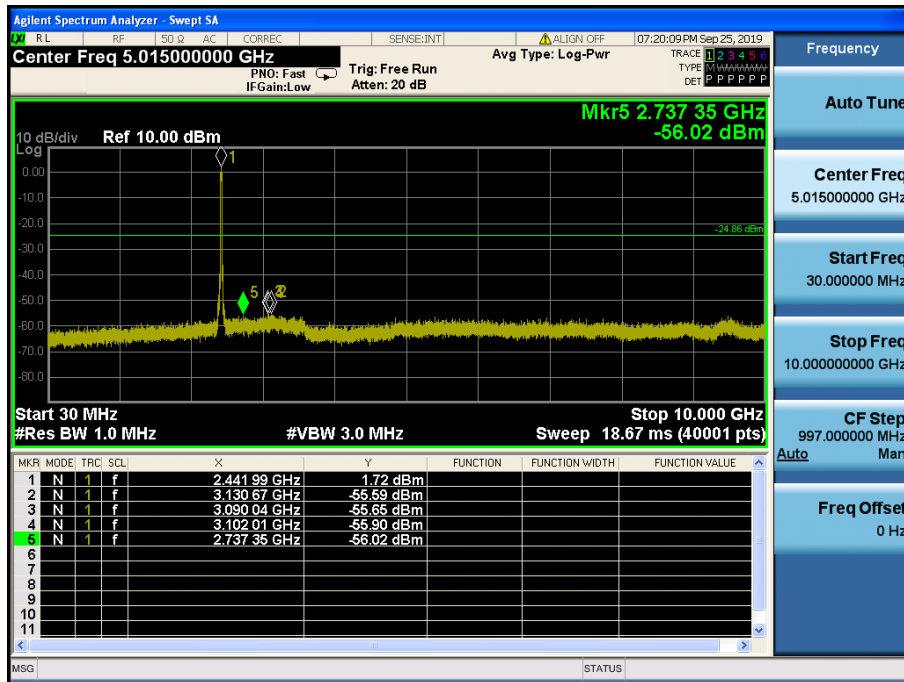 Agilent Spectrum Analyzer - Swept SA
LXI RL RF 50 Ω AC CORREC SENSE:INT ALIGN OFF 07:20:09 PM Sep 25, 2019
Center Freq 5.015000000 GHz
PNO: Fast Trig: Free Run
IFGain:Low Atten: 20 dB
Avg Type: Log-Pwr
TRACE 1 2 3 4 5 6
TYPE M WWWWW
DET P P P P P P
Mkr5 2.737 35 GHz
-56.02 dBm
10 dB/div Ref 10.00 dBm
Log
1
0.00
-10.0
-20.0
-24.86 dBm
-30.0
-40.0
5
2
-50.0
-60.0
-70.0
-80.0
Start 30 MHz Stop 10.000 GHz
#Res BW 1.0 MHz #VBW 3.0 MHz Sweep 18.67 ms (40001 pts)
MKR MODE TRC SCL X Y FUNCTION FUNCTION WIDTH FUNCTION VALUE
1 N 1 f 2.441 99 GHz 1.72 dBm
2 N 1 f 3.130 67 GHz -55.59 dBm
3 N 1 f 3.090 04 GHz -55.65 dBm
4 N 1 f 3.102 01 GHz -55.90 dBm
5 N 1 f 2.737 35 GHz -56.02 dBm
6
7
8
9
10
11
MSG STATUS
Frequency
Auto Tune
Center Freq
5.015000000 GHz
Start Freq
30.000000 MHz
Stop Freq
10.000000000 GHz
CF Step
997.000000 MHz
Auto Man
Freq Offset
0 Hz